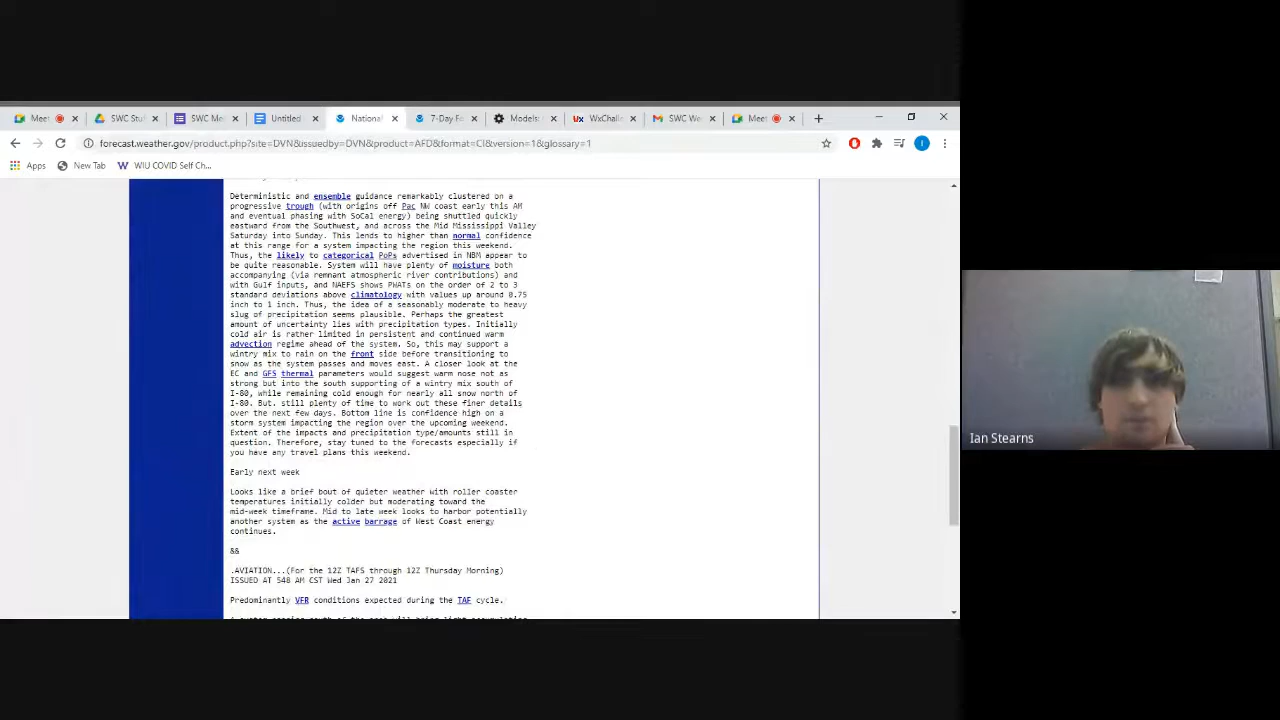 Meet
SWC Stu
SWC Me
Untitled
National
7-Day Fo
Models:
WxChalle
SWC We
Meet
forecast.weather.gov/product.php?site=DVN&issuedby=DVN&product=AFD&format=CI&version=1&glossary=1
Apps
New Tab
WIU COVID Self Ch...
Deterministic and ensemble guidance remarkably clustered on a
progressive trough (with origins off Pac NW coast early this AM
and eventual phasing with SoCal energy) being shuttled quickly
eastward from the Southwest, and across the Mid Mississippi Valley
Saturday into Sunday. This lends to higher than normal confidence
at this range for a system impacting the region this weekend.
Thus, the likely to categorical PoPs advertised in NBM appear to
be quite reasonable. System will have plenty of moisture both
accompanying (via remnant atmospheric river contributions) and
with Gulf inputs, and NAEFS shows PWATs on the order of 2 to 3
standard deviations above climatology with values up around 0.75
inch to 1 inch. Thus, the idea of a seasonably moderate to heavy
slug of precipitation seems plausible. Perhaps the greatest
amount of uncertainty lies with precipitation types. Initially
cold air is rather limited in persistent and continued warm
advection regime ahead of the system. So, this may support a
wintry mix to rain on the front side before transitioning to
snow as the system passes and moves east. A closer look at the
EC and GFS thermal parameters would suggest warm nose not as
strong but into the south supporting of a wintry mix south of
I-80, while remaining cold enough for nearly all snow north of
I-80. But. still plenty of time to work out these finer details
over the next few days. Bottom line is confidence high on a
storm system impacting the region over the upcoming weekend.
Extent of the impacts and precipitation type/amounts still in
question. Therefore, stay tuned to the forecasts especially if
you have any travel plans this weekend.
Early next week
Looks like a brief bout of quieter weather with roller coaster
temperatures initially colder but moderating toward the
mid-week timeframe. Mid to late week looks to harbor potentially
another system as the active barrage of West Coast energy
continues.
&&
.AVIATION...(For the 12Z TAFS through 12Z Thursday Morning)
ISSUED AT 548 AM CST Wed Jan 27 2021
Predominantly VFR conditions expected during the TAF cycle.
Ian Stearns